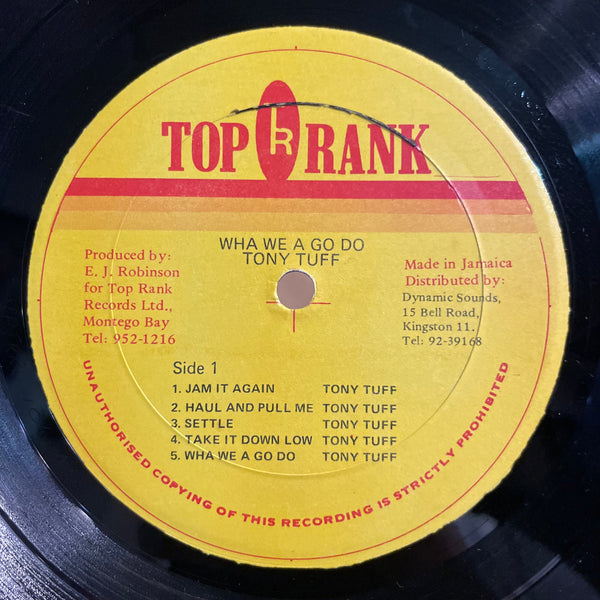 TOP k RANK
WHA WE A GO DO
TONY TUFF
Produced by:
E. J. Robinson
for Top Rank
Records Ltd.,
Montego Bay
Tel: 952-1216
Made in Jamaica
Distributed by:
Dynamic Sounds,
15 Bell Road,
Kingston 11.
Tel: 92-39168
Side 1
1. JAM IT AGAIN TONY TUFF
2. HAUL AND PULL ME TONY TUFF
3. SETTLE TONY TUFF
4. TAKE IT DOWN LOW TONY TUFF
5. WHA WE A GO DO TONY TUFF
UNAUTHORISED COPYING OF THIS RECORDING IS STRICTLY PROHIBITED